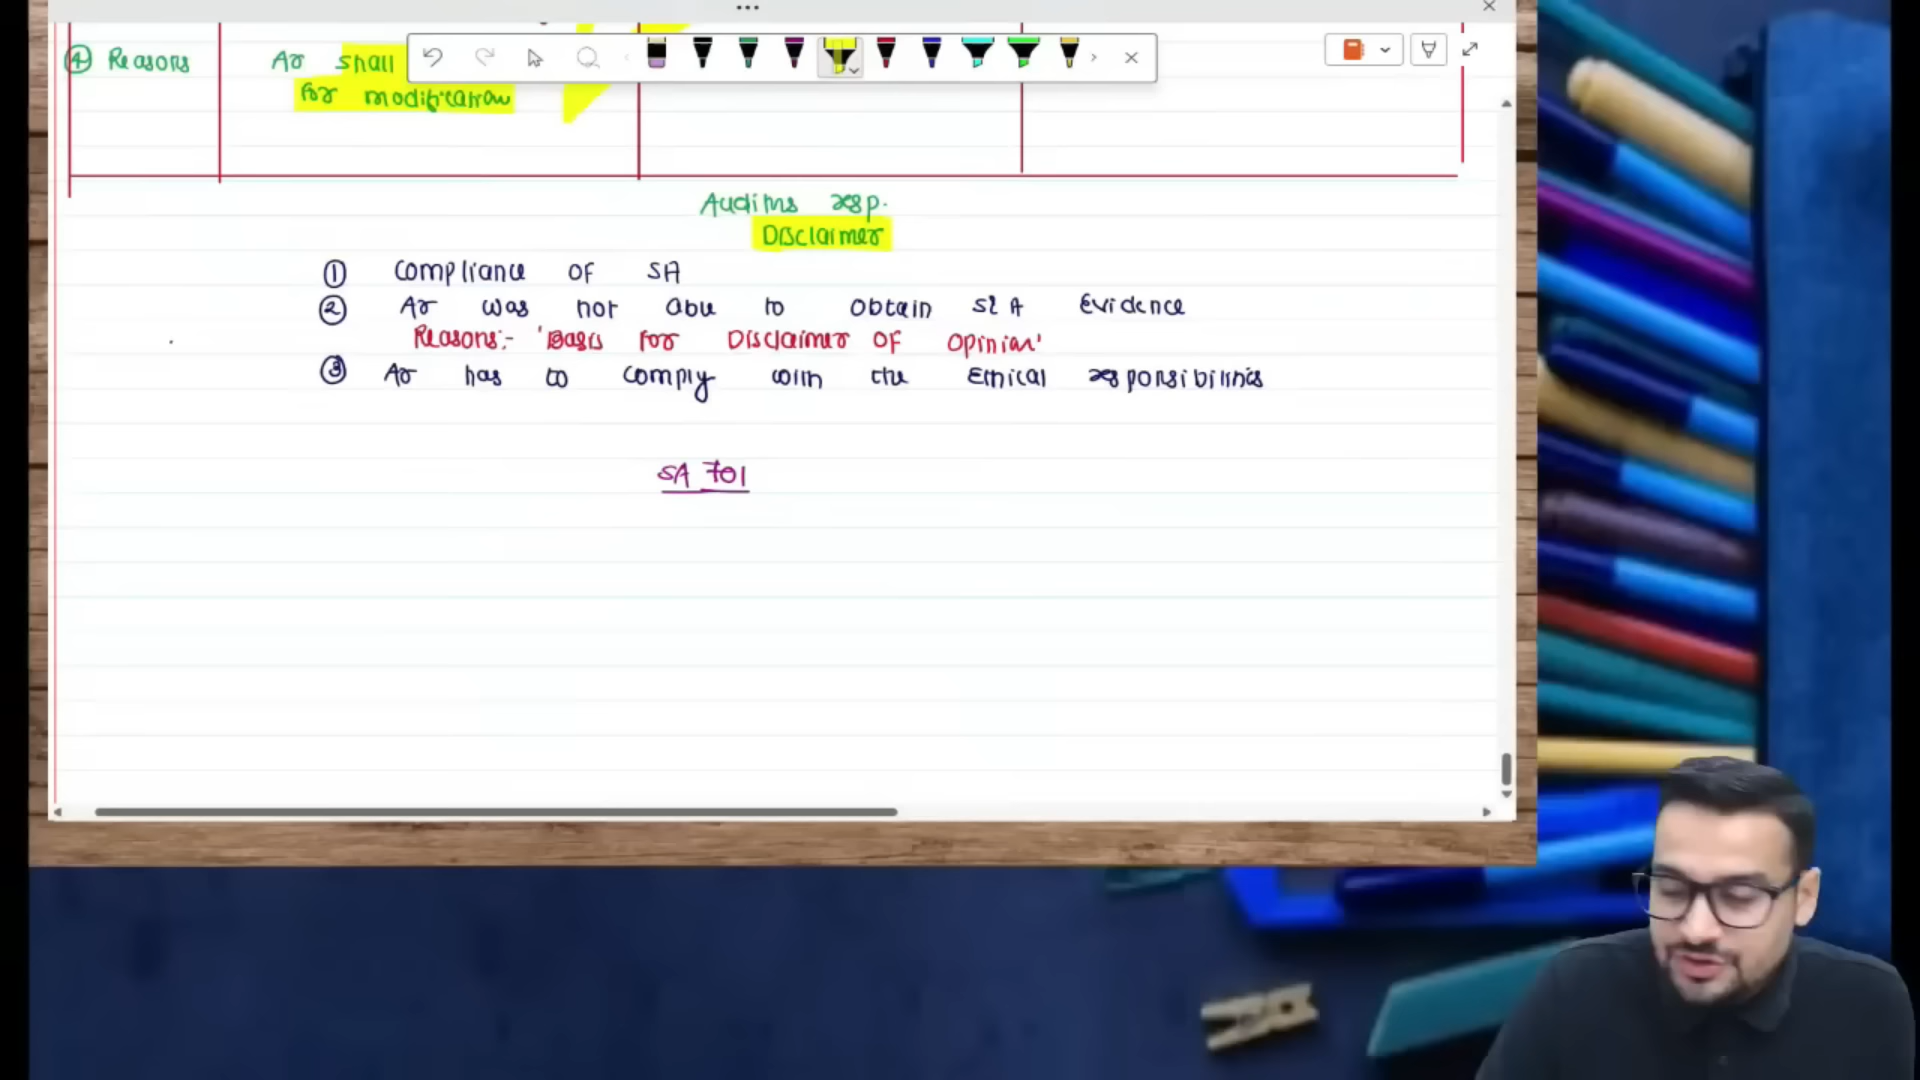 4 Reasons Ar shall
for modification
Auditors resp.
Disclaimer
1 Compliance of SA
2 Ar was not able to obtain S&A Evidence
Reasons:- 'Basis for Disclaimer of Opinion'
3 Ar has to comply with the Ethical responsibilities
SA 701